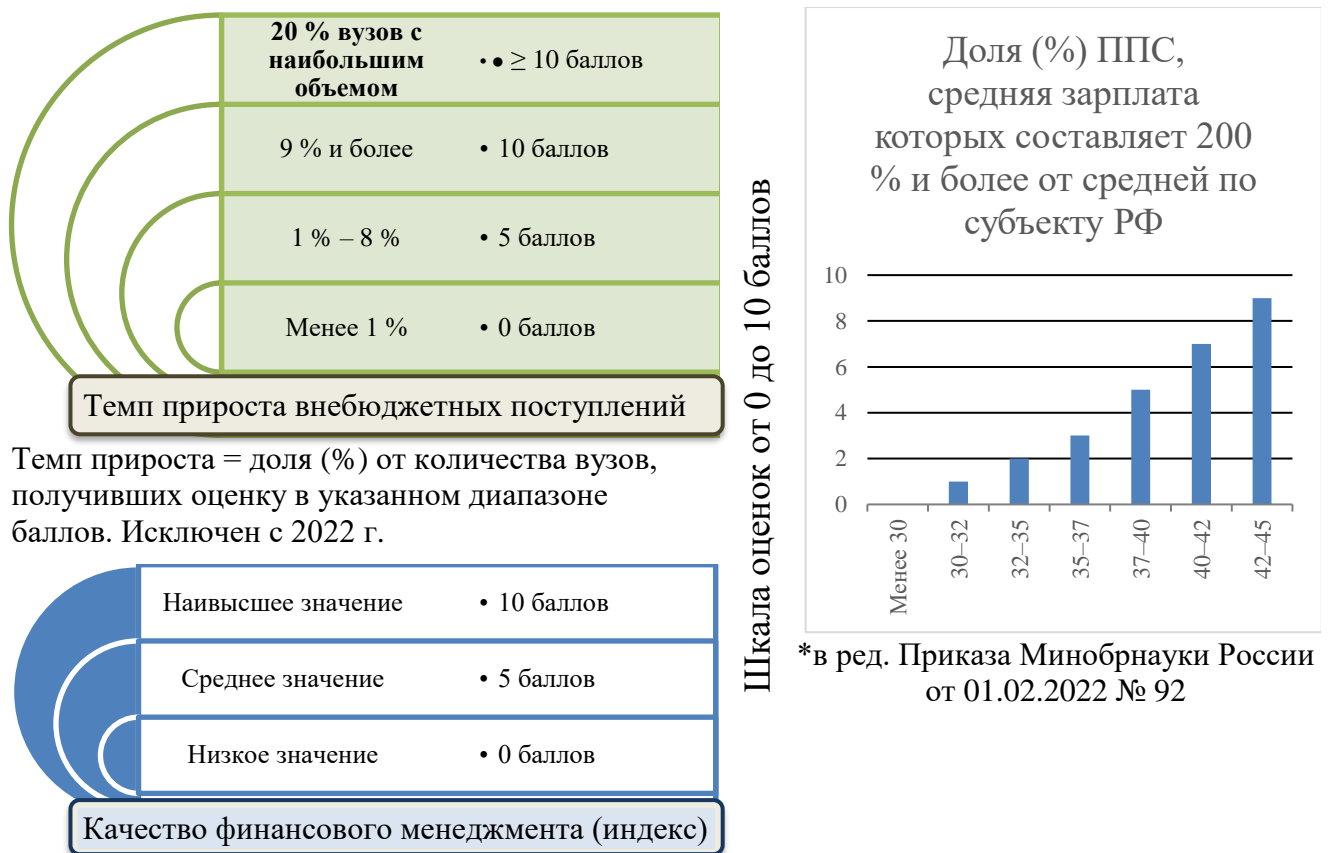 20 % вузов с
наибольшим
объемом
• ● ≥ 10 баллов
9 % и более
• 10 баллов
1 % – 8 %
• 5 баллов
Менее 1 %
• 0 баллов
Темп прироста внебюджетных поступлений
Темп прироста = доля (%) от количества вузов,
получивших оценку в указанном диапазоне
баллов. Исключен с 2022 г.
Наивысшее значение
• 10 баллов
Среднее значение
• 5 баллов
Низкое значение
• 0 баллов
Качество финансового менеджмента (индекс)
Шкала оценок от 0 до 10 баллов
Доля (%) ППС,
средняя зарплата
которых составляет 200
% и более от средней по
субъекту РФ
10
8
6
4
2
0
Менее 30
30–32
32–35
35–37
37–40
40–42
42–45
*в ред. Приказа Минобрнауки России
от 01.02.2022 № 92